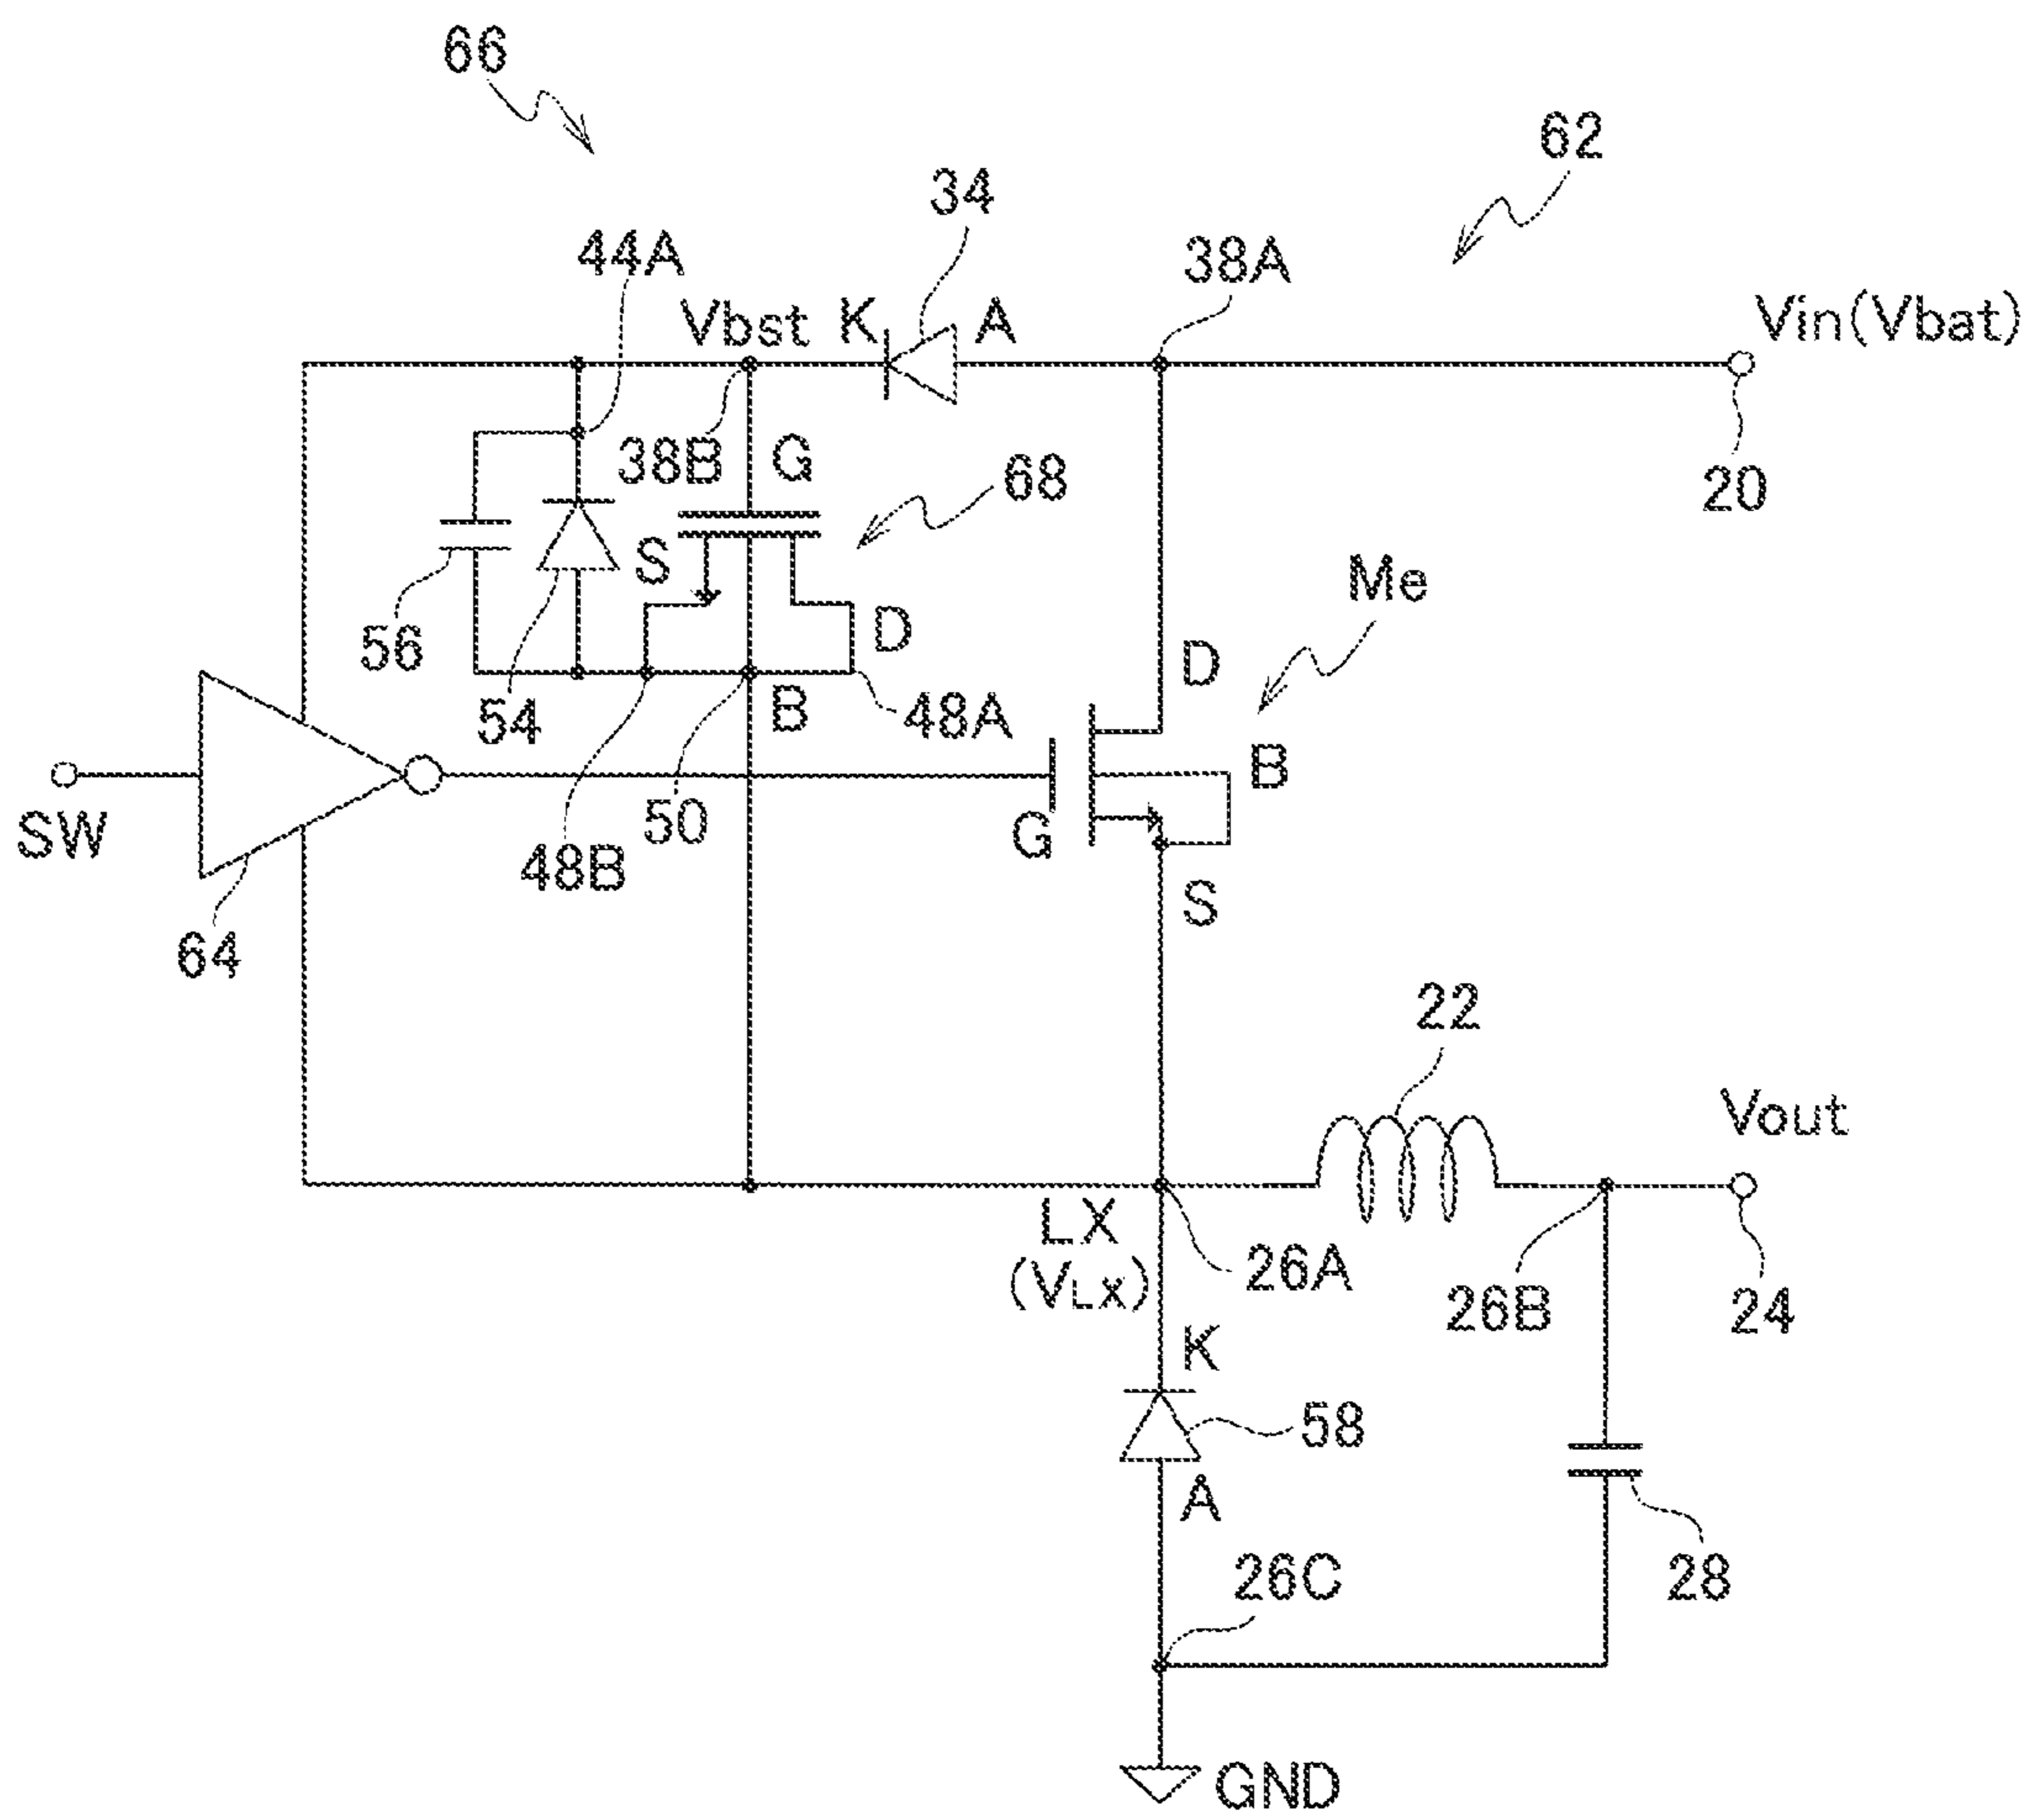 66
62
34
44A
38A
Vbst
K
A
Vin(Vbat)
38B
G
68
20
S
Me
56
D
D
54
B
48A
B
SW
50
G
48B
S
64
22
Vout
LX
(VLX)
26A
26B
24
K
58
A
26C
28
GND